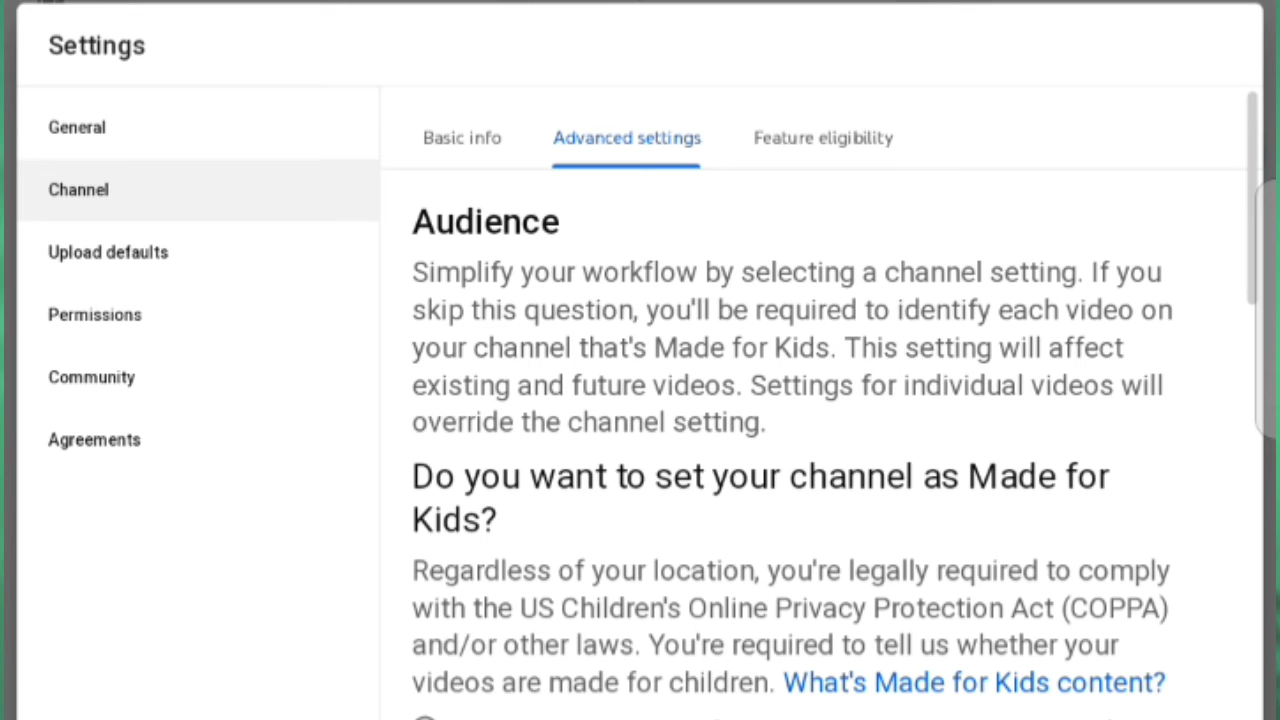 Settings
General
Channel
Upload defaults
Permissions
Community
Agreements
Basic info
Advanced settings
Feature eligibility
Audience
Simplify your workflow by selecting a channel setting. If you
skip this question, you'll be required to identify each video on
your channel that's Made for Kids. This setting will affect
existing and future videos. Settings for individual videos will
override the channel setting.
Do you want to set your channel as Made for
Kids?
Regardless of your location, you're legally required to comply
with the US Children's Online Privacy Protection Act (COPPA)
and/or other laws. You're required to tell us whether your
videos are made for children. What's Made for Kids content?